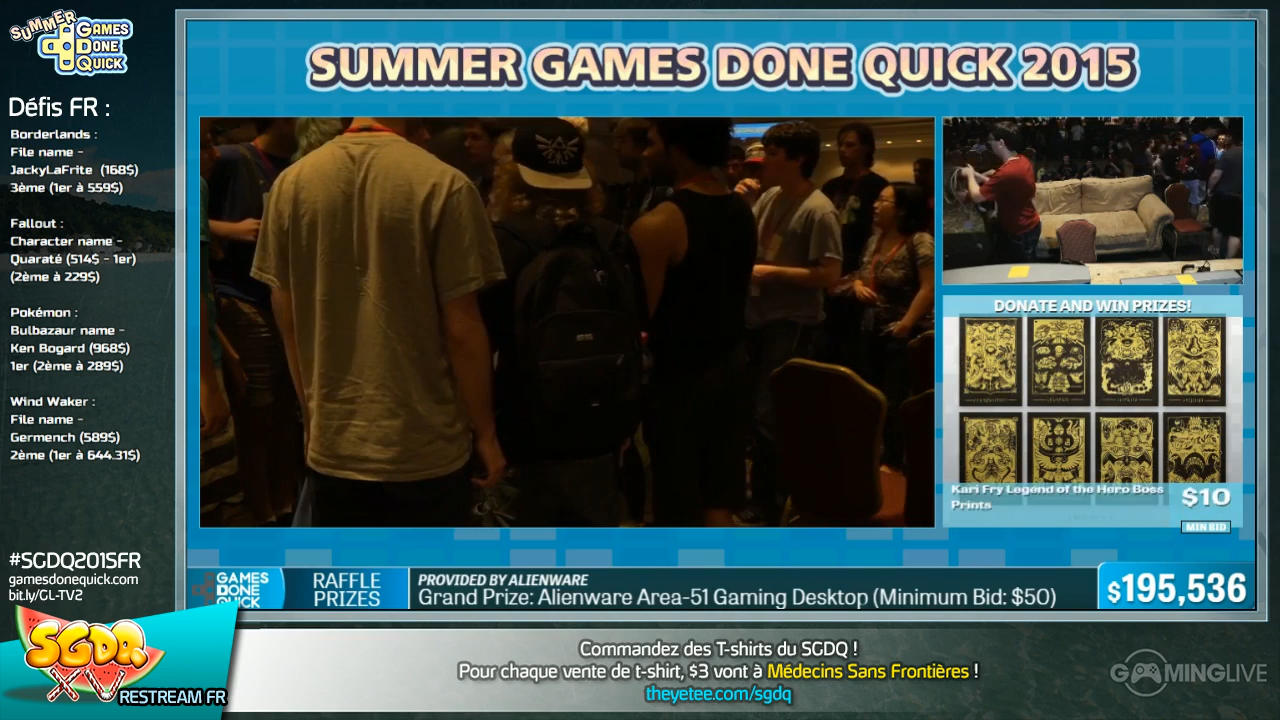 SUMMER
GAMES
DONE
QUICK
Défis FR :
Borderlands :
File name -
JackyLaFrite (168$)
3ème (1er à 559$)
Fallout :
Character name -
Quaraté (514$ - 1er)
(2ème à 229$)
Pokémon :
Bulbazaur name -
Ken Bogard (968$)
1er (2ème à 289$)
Wind Waker :
File name -
Germench (589$)
2ème (1er à 644.31$)
#SGDQ2015FR
gamesdonequick.com
bit.ly/GL-TV2
SGDQ
RESTREAM FR
SUMMER GAMES DONE QUICK 2015
DONATE AND WIN PRIZES!
Kari Fry Legend of the Hero Boss
Prints
$10
MIN BID
GAMES
DONE
QUICK
RAFFLE
PRIZES
PROVIDED BY ALIENWARE
Grand Prize: Alienware Area-51 Gaming Desktop (Minimum Bid: $50)
$195,536
Commandez des T-shirts du SGDQ !
Pour chaque vente de t-shirt, $3 vont à Médecins Sans Frontières !
theyetee.com/sgdq
GAMINGLIVE